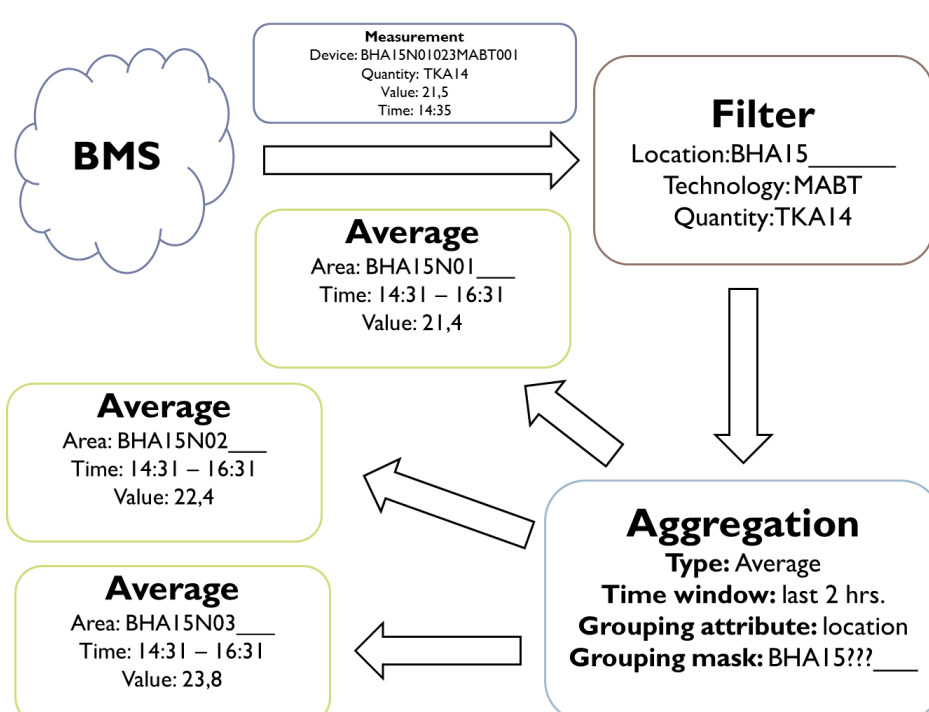 BMS
Measurement
Device: BHA15N01023MABT001
Quantity: TKA14
Value: 21,5
Time: 14:35
Filter
Location:BHA15_______
Technology: MABT
Quantity:TKA14
Average
Area: BHA15N01___
Time: 14:31 – 16:31
Value: 21,4
Average
Area: BHA15N02___
Time: 14:31 – 16:31
Value: 22,4
Average
Area: BHA15N03___
Time: 14:31 – 16:31
Value: 23,8
Aggregation
Type: Average
Time window: last 2 hrs.
Grouping attribute: location
Grouping mask: BHA15???___